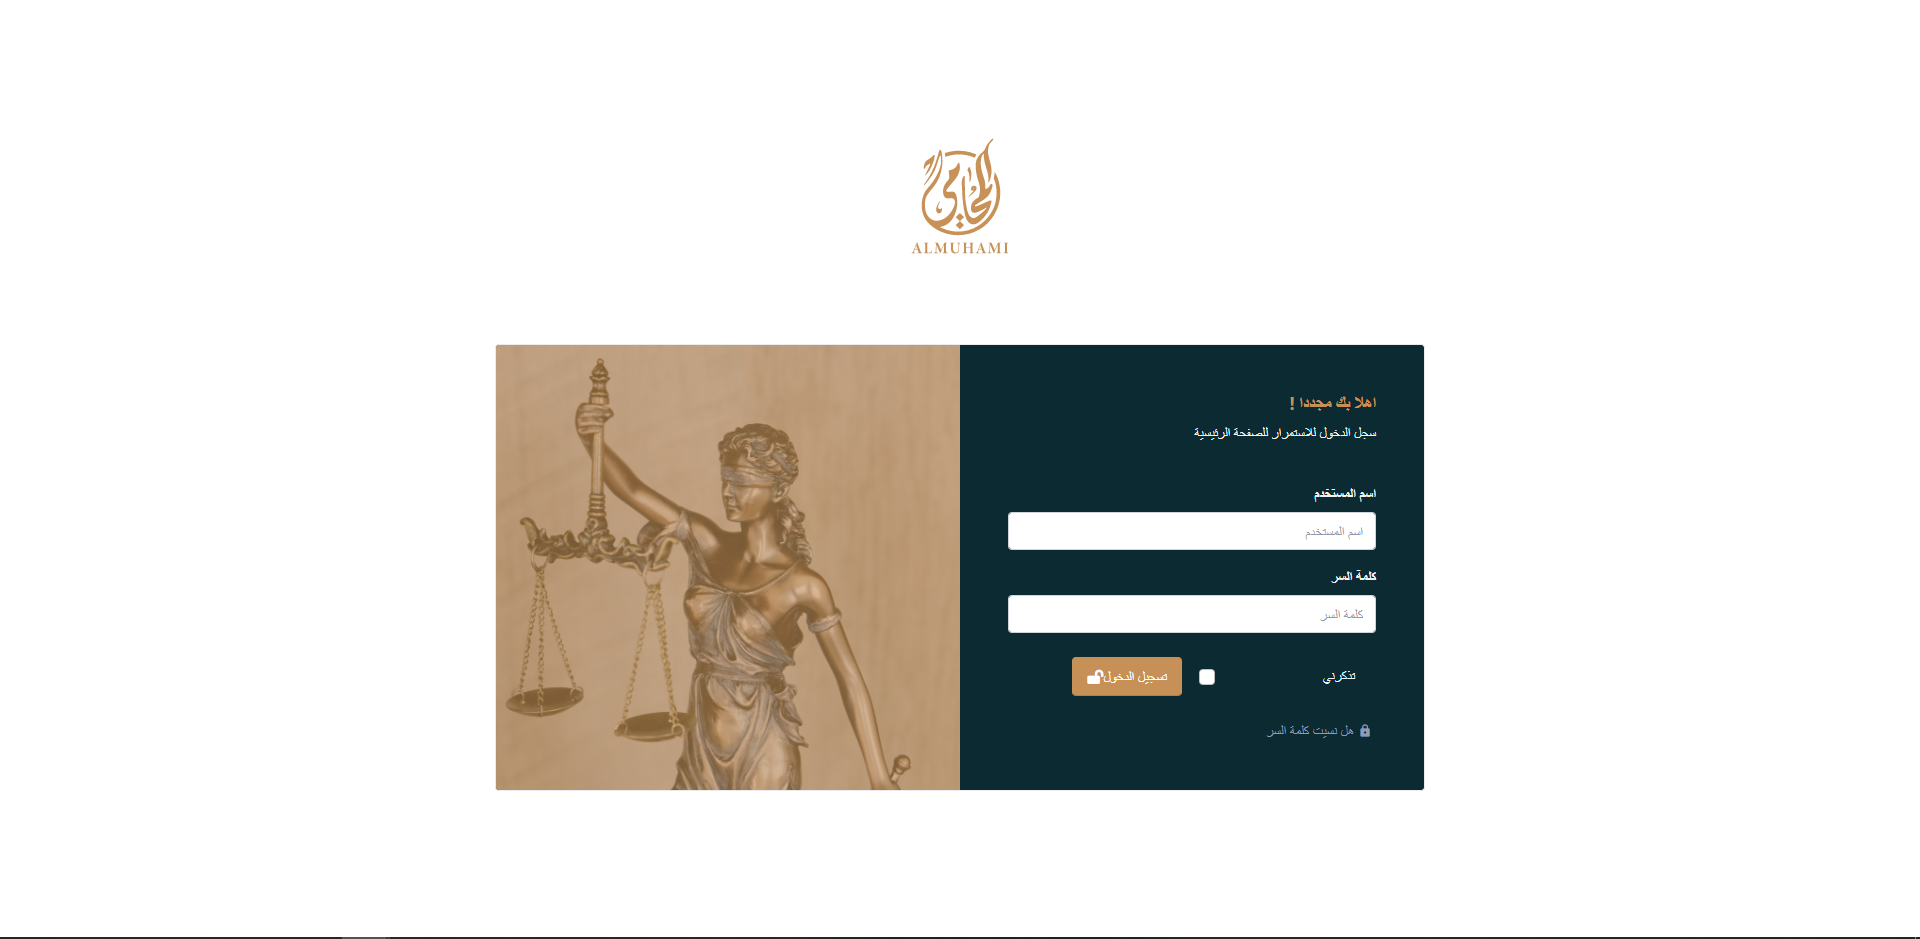 المحامي
ALMUHAMI
اهلا بك مجددا !
سجل الدخول للاستمرار للصفحة الرئيسية
اسم المستخدم
اسم المستخدم
كلمة السر
كلمة السر
تذكرني
تسجيل الدخول
هل نسيت كلمة السر